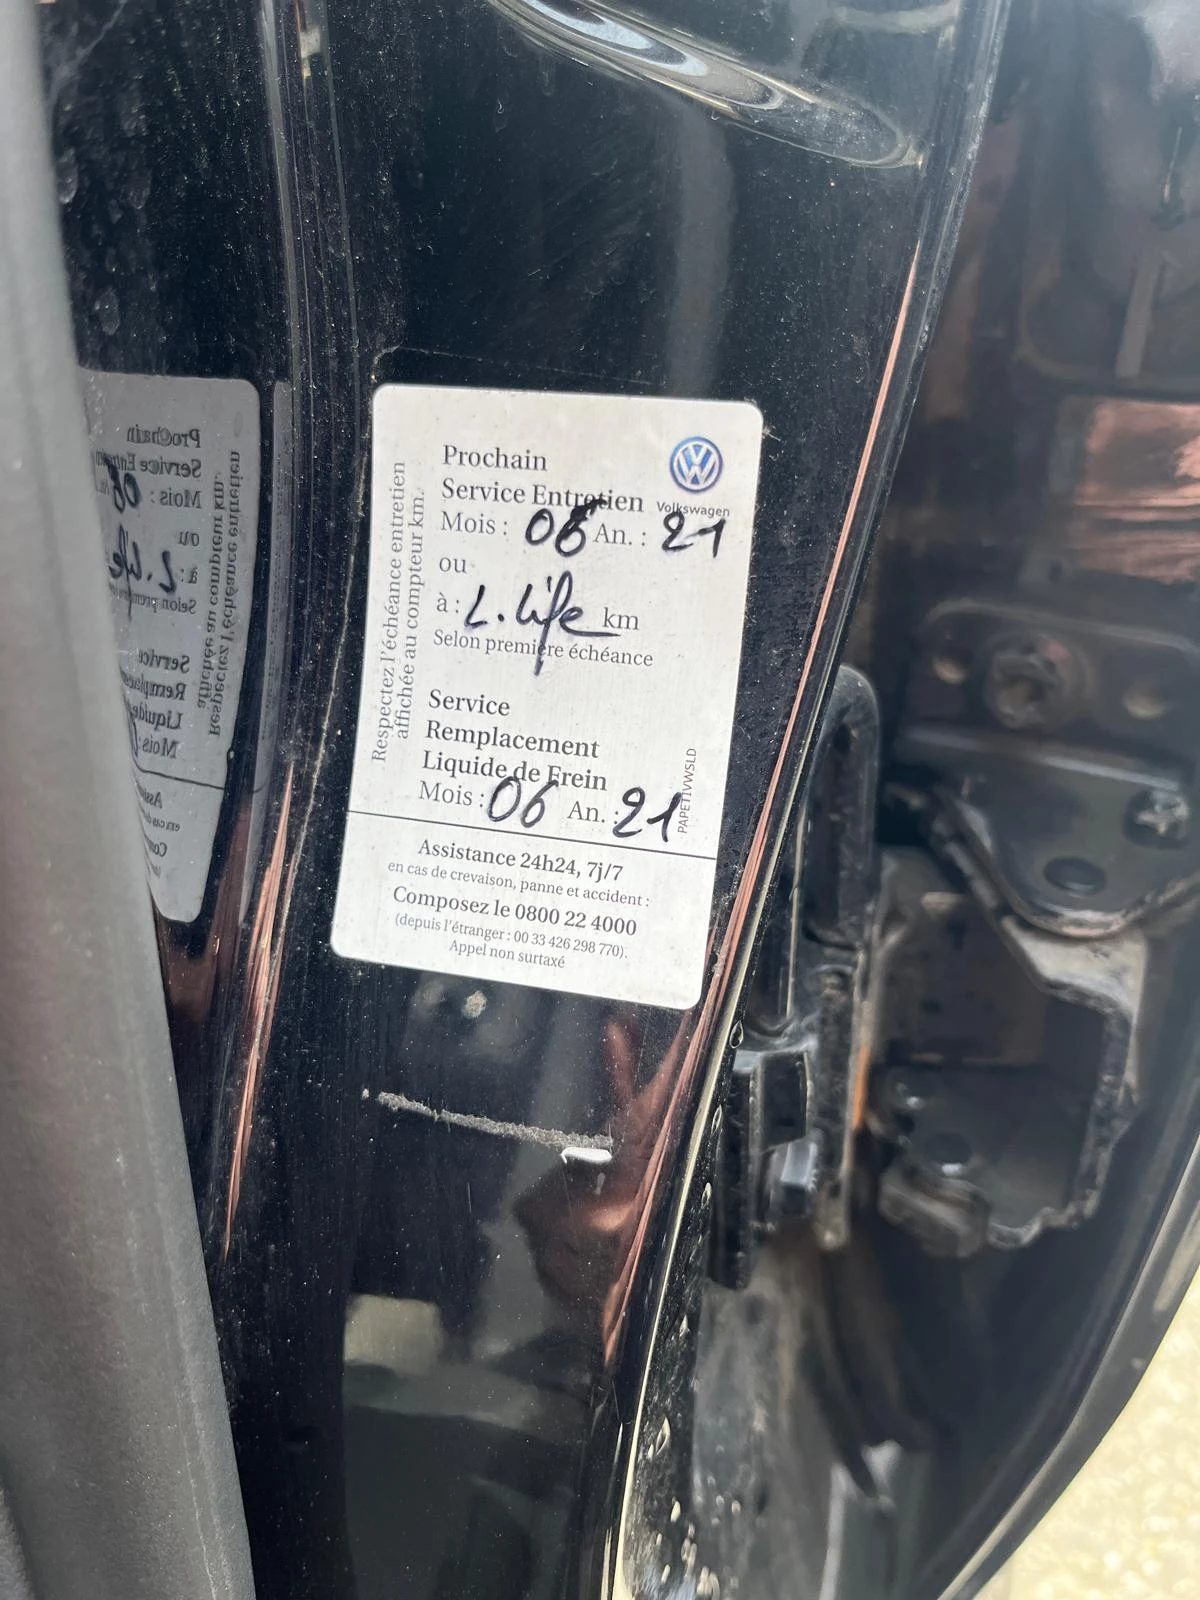 Prochain
Service Entretien
Volkswagen
Mois : 06 An. : 21
ou
à : L. Life km
Selon première échéance
Service
Remplacement
Liquide de Frein
Mois : 06 An. : 21
Respectez l'échéance entretien
affichée au compteur km.
PAPETIVWSLD
Assistance 24h24, 7j/7
en cas de crevaison, panne et accident :
Composez le 0800 22 4000
(depuis l'étranger : 00 33 426 298 770).
Appel non surtaxé